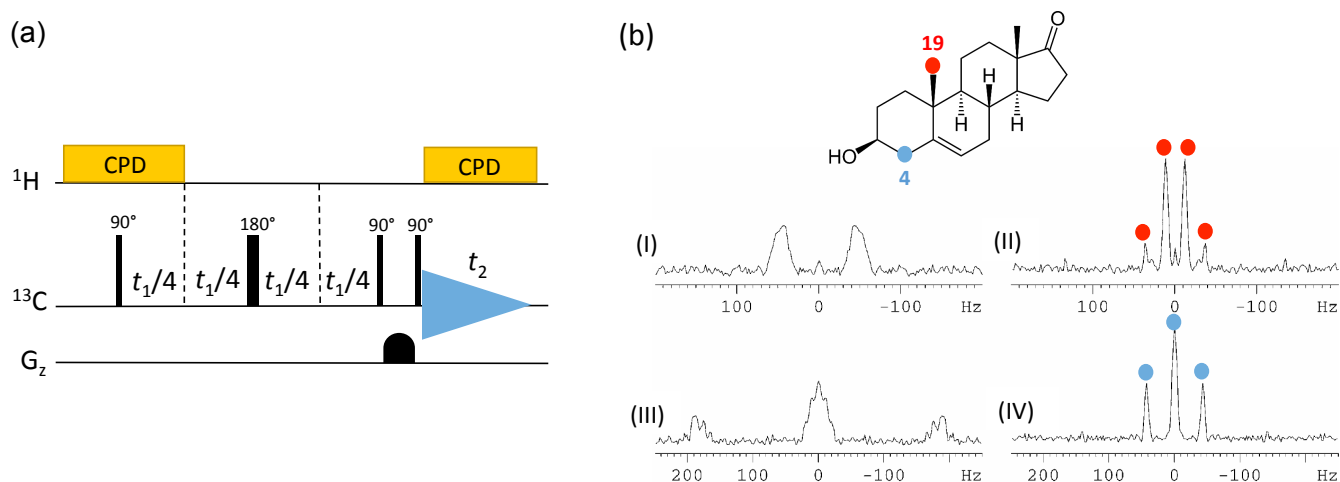 (a)
CPD
CPD
¹H
90°
180°
90°
90°
t₁/4
t₁/4
t₁/4
t₁/4
t₂
¹³C
G_z
(b)
19
O
H
H
H
HO
4
(I)
100 0 -100 Hz
(II)
100 0 -100 Hz
(III)
200 100 0 -100 Hz
(IV)
200 100 0 -100 Hz